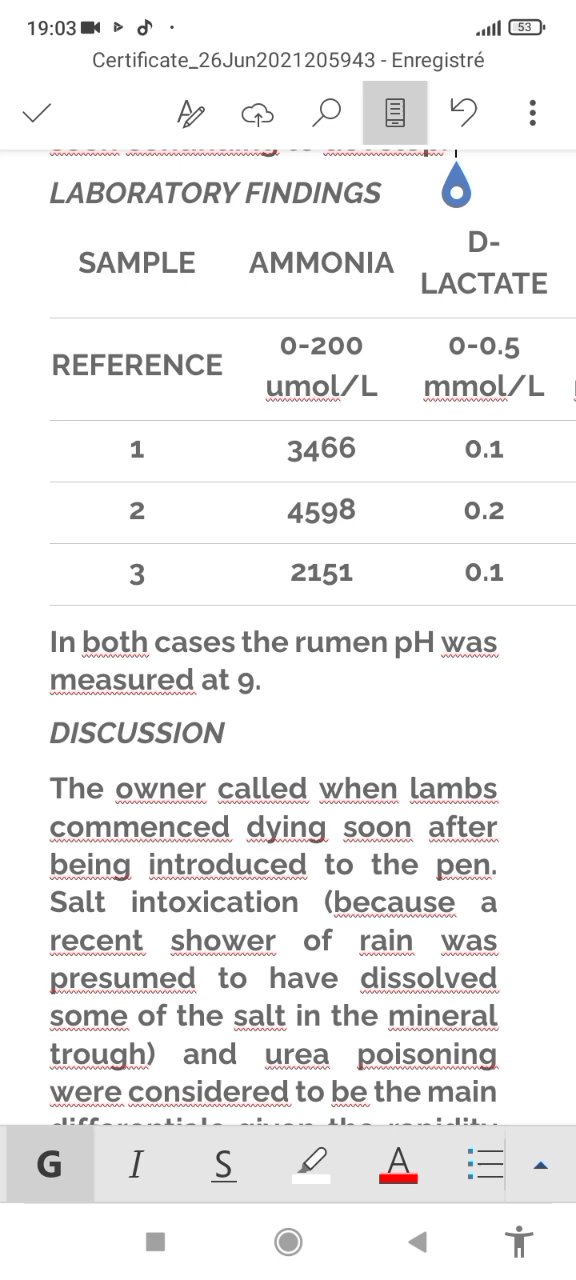 19:03
53
Certificate_26Jun2021205943 - Enregistré
LABORATORY FINDINGS
SAMPLE AMMONIA D-LACTATE
REFERENCE 0-200 umol/L 0-0.5 mmol/L
1 3466 0.1
2 4598 0.2
3 2151 0.1
In both cases the rumen pH was
measured at 9.
DISCUSSION
The owner called when lambs
commenced dying soon after
being introduced to the pen.
Salt intoxication (because a
recent shower of rain was
presumed to have dissolved
some of the salt in the mineral
trough) and urea poisoning
were considered to be the main
G I S A